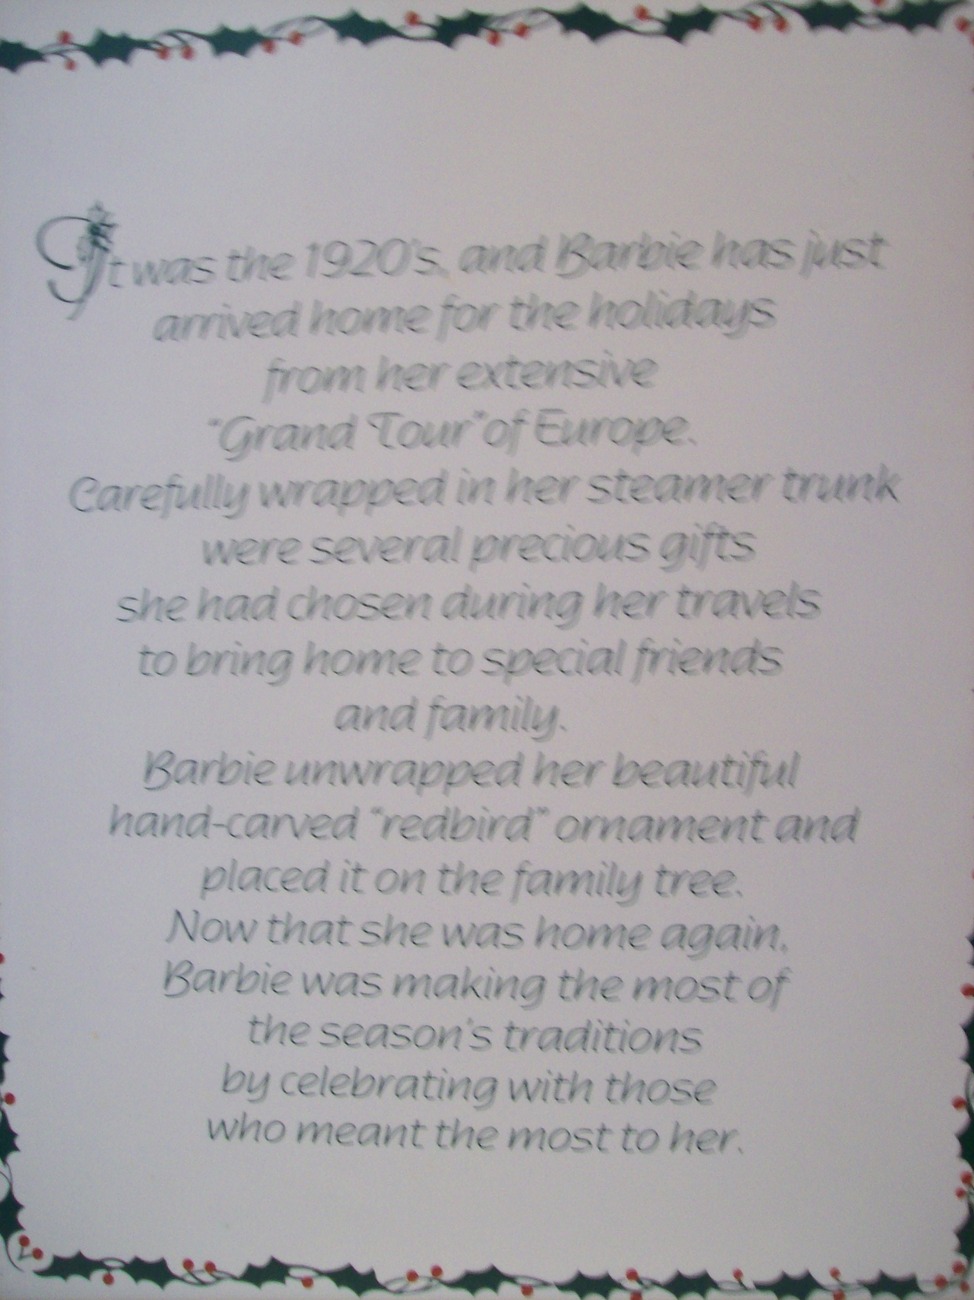 It was the 1920's, and Barbie has just
arrived home for the holidays
from her extensive
"Grand Tour" of Europe.
Carefully wrapped in her steamer trunk
were several precious gifts
she had chosen during her travels
to bring home to special friends
and family.
Barbie unwrapped her beautiful
hand-carved "redbird" ornament and
placed it on the family tree.
Now that she was home again,
Barbie was making the most of
the season's traditions
by celebrating with those
who meant the most to her.